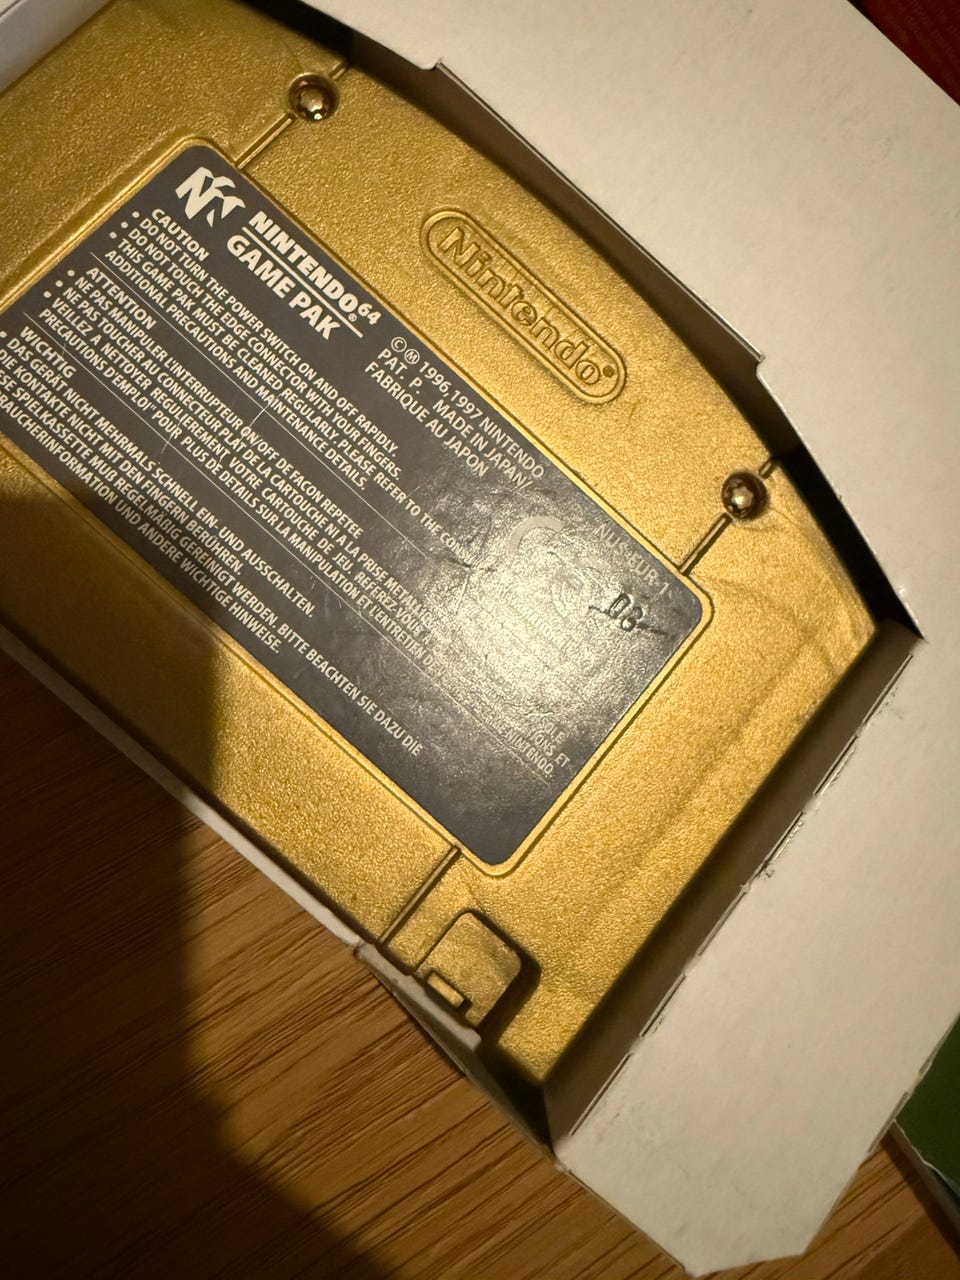 NINTENDO64
GAME PAK
Nintendo®
CAUTION
• DO NOT TURN THE POWER SWITCH ON AND OFF RAPIDLY.
• DO NOT TOUCH THE EDGE CONNECTOR WITH YOUR FINGERS.
• THIS GAME PAK MUST BE CLEANED REGULARLY. PLEASE REFER TO THE
ADDITIONAL PRECAUTIONS AND MAINTENANCE DETAILS.
ATTENTION
• NE PAS MANIPULER L'INTERRUPTEUR ON/OFF DE FACON REPETEE
• NE PAS TOUCHER AU CONNECTEUR PLAT DE LA CARTOUCHE NI A LA PRISE
• VEILLEZ A NETTOYER REGULIEREMENT VOTRE CARTOUCHE DE JEU. REFEREZ-VOUS
PRECAUTIONS D'EMPLOI" POUR PLUS DE DETAILS SUR LA MANIPULATION ET L'ENTRETIEN
WICHTIG
• DAS GERÄT NICHT MEHRMALS SCHNELL EIN- UND AUSSCHALTEN.
DIE KONTAKTE NICHT MIT DEN FINGERN BERÜHREN.
SPIELKASSETTE MUß REGELMÄßIG GEREINIGT WERDEN. BITTE BEACHTEN SIE DAZU DIE
UND ANDERE WICHTIGE HINWEISE.
©Ⓜ 1996,1997 NINTENDO
PAT. P. MADE IN JAPAN/
FABRIQUE AU JAPON
08
ET
NINTENDO.